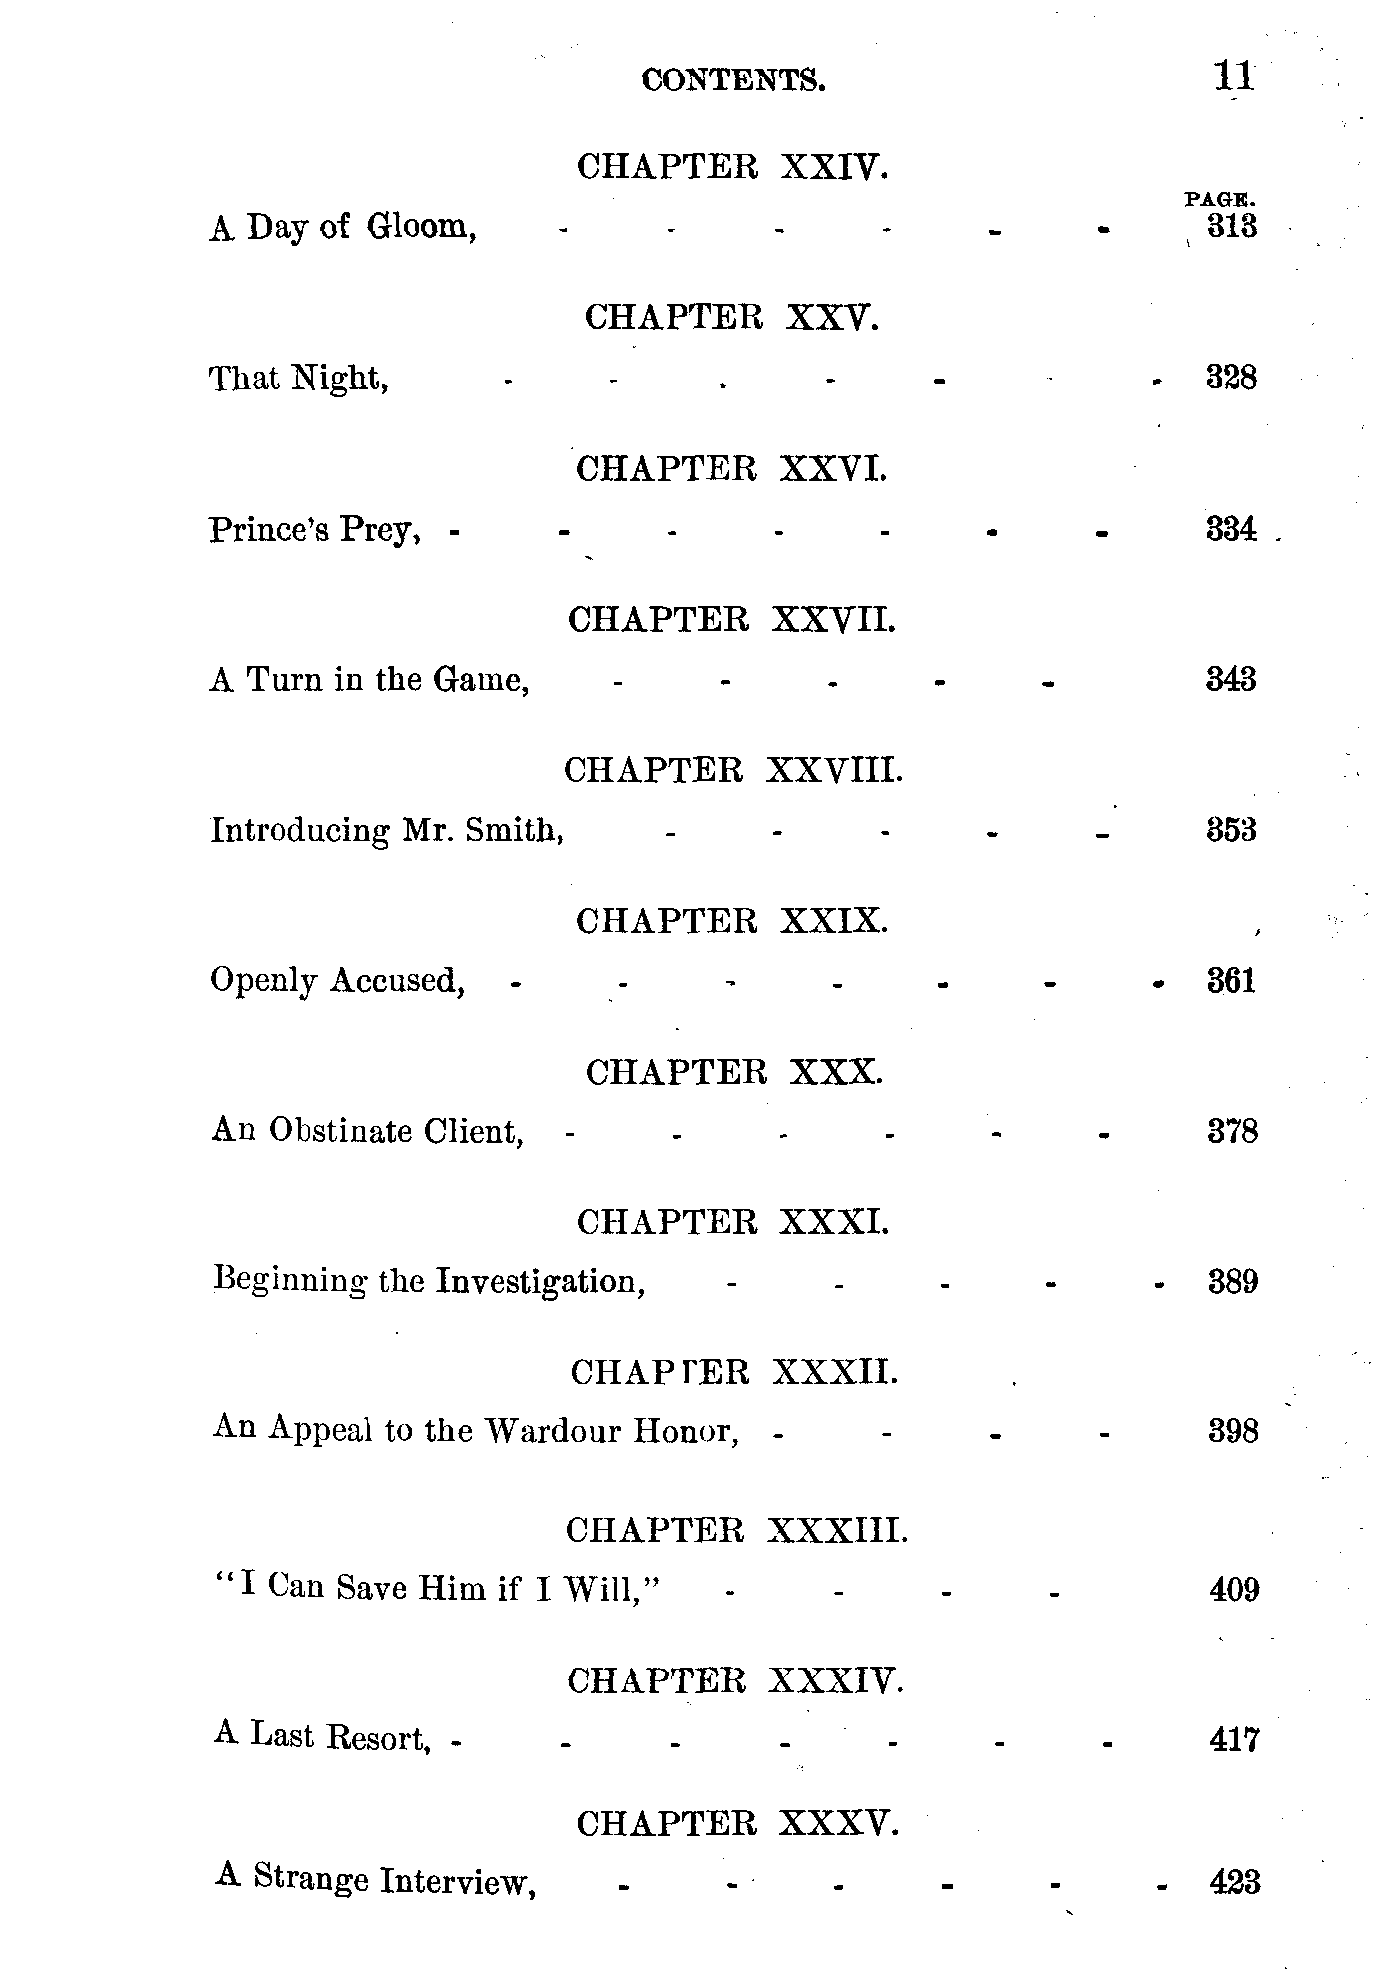 CONTENTS. 11
CHAPTER XXIV.
PAGE.
A Day of Gloom, - - - - - - 313
CHAPTER XXV.
That Night, - - - - - - - 328
CHAPTER XXVI.
Prince's Prey, - - - - - - - 334
CHAPTER XXVII.
A Turn in the Game, - - - - - 343
CHAPTER XXVIII.
Introducing Mr. Smith, - - - - - 353
CHAPTER XXIX.
Openly Accused, - - - - - - - 361
CHAPTER XXX.
An Obstinate Client, - - - - - - 378
CHAPTER XXXI.
Beginning the Investigation, - - - - - 389
CHAPTER XXXII.
An Appeal to the Wardour Honor, - - - - 398
CHAPTER XXXIII.
"I Can Save Him if I Will," - - - - 409
CHAPTER XXXIV.
A Last Resort, - - - - - - - 417
CHAPTER XXXV.
A Strange Interview, - - - - - - 423